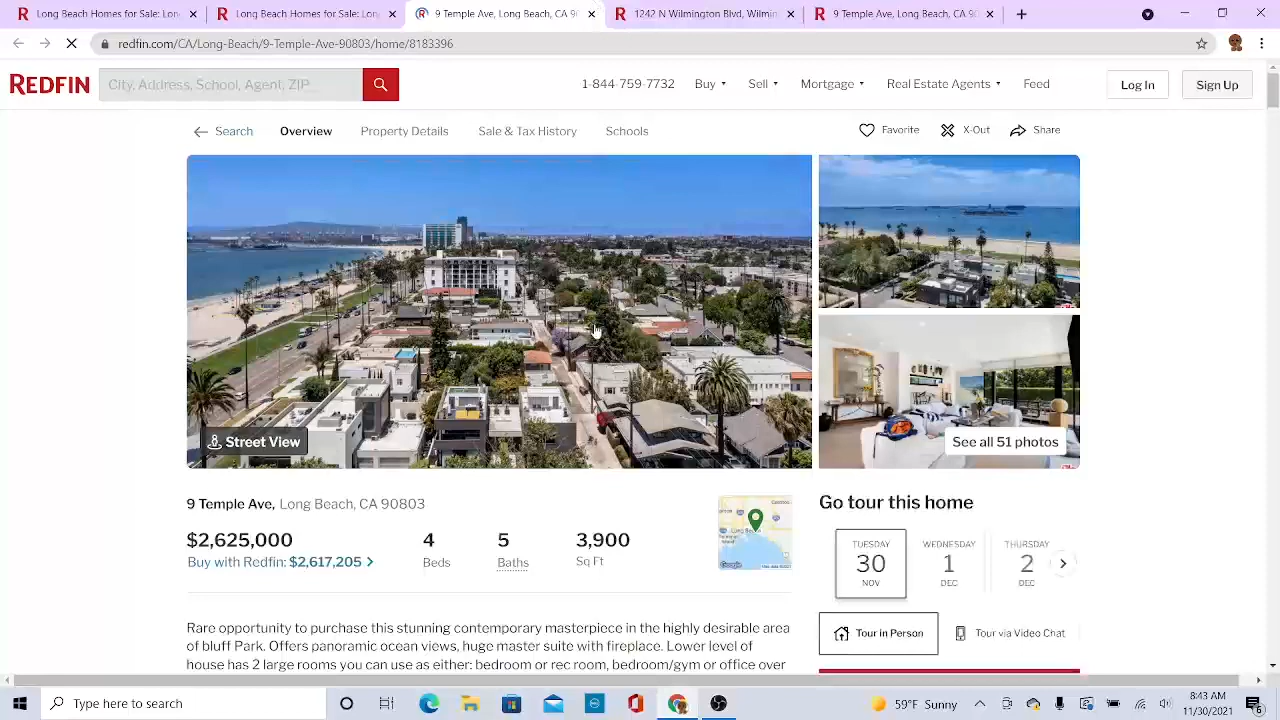 Long Beach Homes for Sale: Lon
Long Beach Homes for Sale: Lon
9 Temple Ave, Long Beach, CA 9
1242 N Wilmington Blvd, Wilmin
9 Temple Ave, Long Beach, CA 90
redfin.com/CA/Long-Beach/9-Temple-Ave-90803/home/8183396
REDFIN
City, Address, School, Agent, ZIP
1-844-759-7732
Buy
Sell
Mortgage
Real Estate Agents
Feed
Log In
Sign Up
Search
Overview
Property Details
Sale & Tax History
Schools
Favorite
X-Out
Share
Street View
See all 51 photos
9 Temple Ave, Long Beach, CA 90803
$2,625,000
Buy with Redfin: $2,617,205
4
Beds
5
Baths
3,900
Sq Ft
Long Beach
Google
Go tour this home
TUESDAY
30
NOV
WEDNESDAY
1
DEC
THURSDAY
2
DEC
Tour in Person
Tour via Video Chat
Rare opportunity to purchase this stunning contemporary masterpiece in the highly desirable area
of bluff Park. Offers panoramic ocean views, huge master suite with fireplace. Lower level of
house has 2 large rooms you can use as either: bedroom or rec room, bedroom/gym or office over
Type here to search
59°F Sunny
8:43 AM
11/30/2021
6